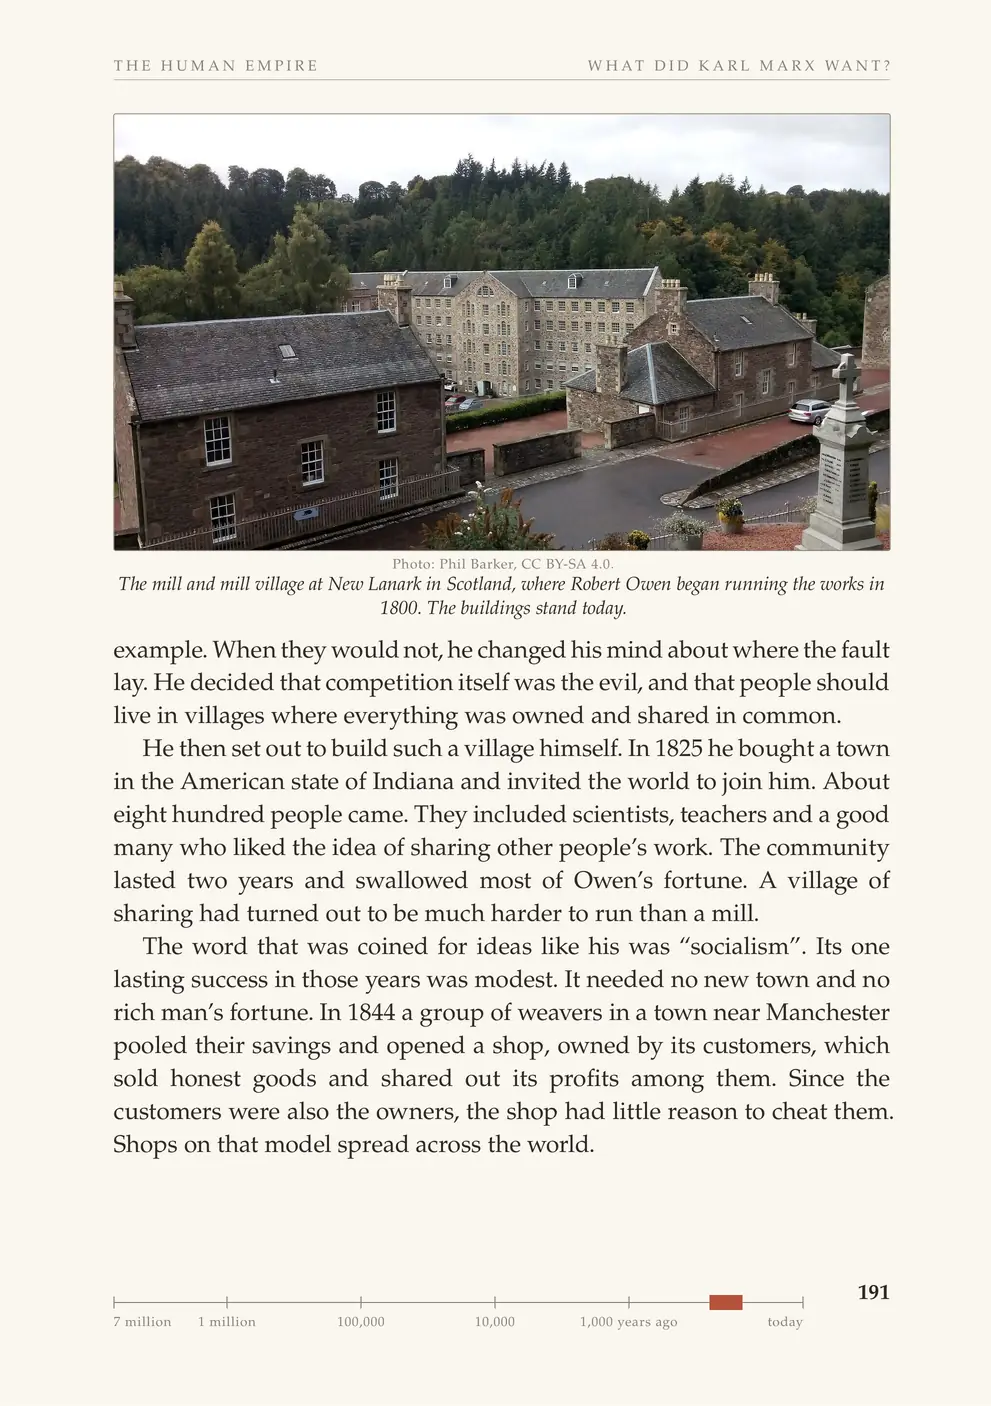 THE HUMAN EMPIRE
WHAT DID KARL MARX WANT?
Photo: Phil Barker, CC BY-SA 4.0.
The mill and mill village at New Lanark in Scotland, where Robert Owen began running the works in
1800. The buildings stand today.
example. When they would not, he changed his mind about where the fault
lay. He decided that competition itself was the evil, and that people should
live in villages where everything was owned and shared in common.
He then set out to build such a village himself. In 1825 he bought a town
in the American state of Indiana and invited the world to join him. About
eight hundred people came. They included scientists, teachers and a good
many who liked the idea of sharing other people’s work. The community
lasted two years and swallowed most of Owen’s fortune. A village of
sharing had turned out to be much harder to run than a mill.
The word that was coined for ideas like his was “socialism”. Its one
lasting success in those years was modest. It needed no new town and no
rich man’s fortune. In 1844 a group of weavers in a town near Manchester
pooled their savings and opened a shop, owned by its customers, which
sold honest goods and shared out its profits among them. Since the
customers were also the owners, the shop had little reason to cheat them.
Shops on that model spread across the world.
191
7 million 1 million 100,000 10,000 1,000 years ago today